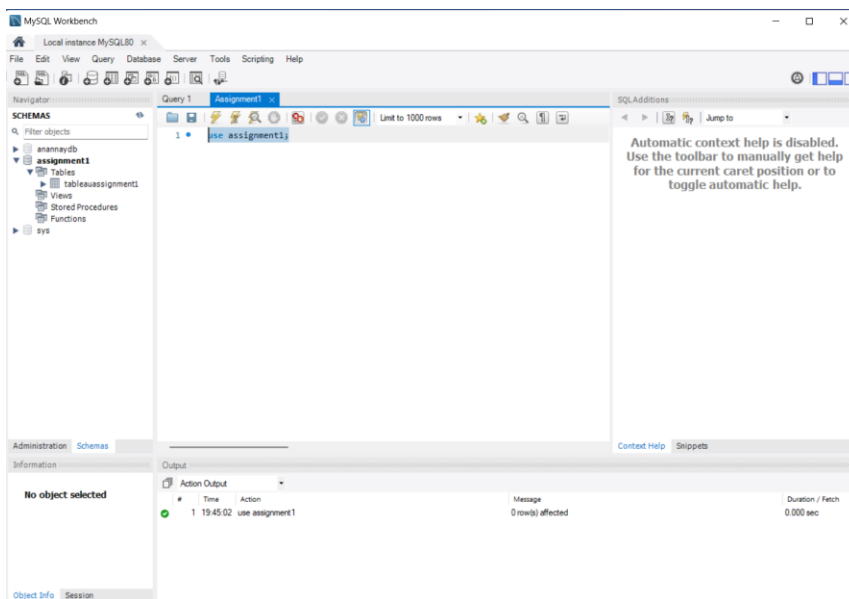 MySQL Workbench
Local instance MySQL80
File Edit View Query Database Server Tools Scripting Help
Navigator
SCHEMAS
Filter objects
anannaydb
assignment1
Tables
tableauassignment1
Views
Stored Procedures
Functions
sys
Administration Schemas
Information
No object selected
Object Info Session
Query 1 Assignment1
Limit to 1000 rows
1 use assignment1;
Output
Action Output
# Time Action Message Duration / Fetch
1 19:45:02 use assignment1 0 row(s) affected 0.000 sec
SQLAdditions
Jump to
Automatic context help is disabled.
Use the toolbar to manually get help
for the current caret position or to
toggle automatic help.
Context Help Snippets